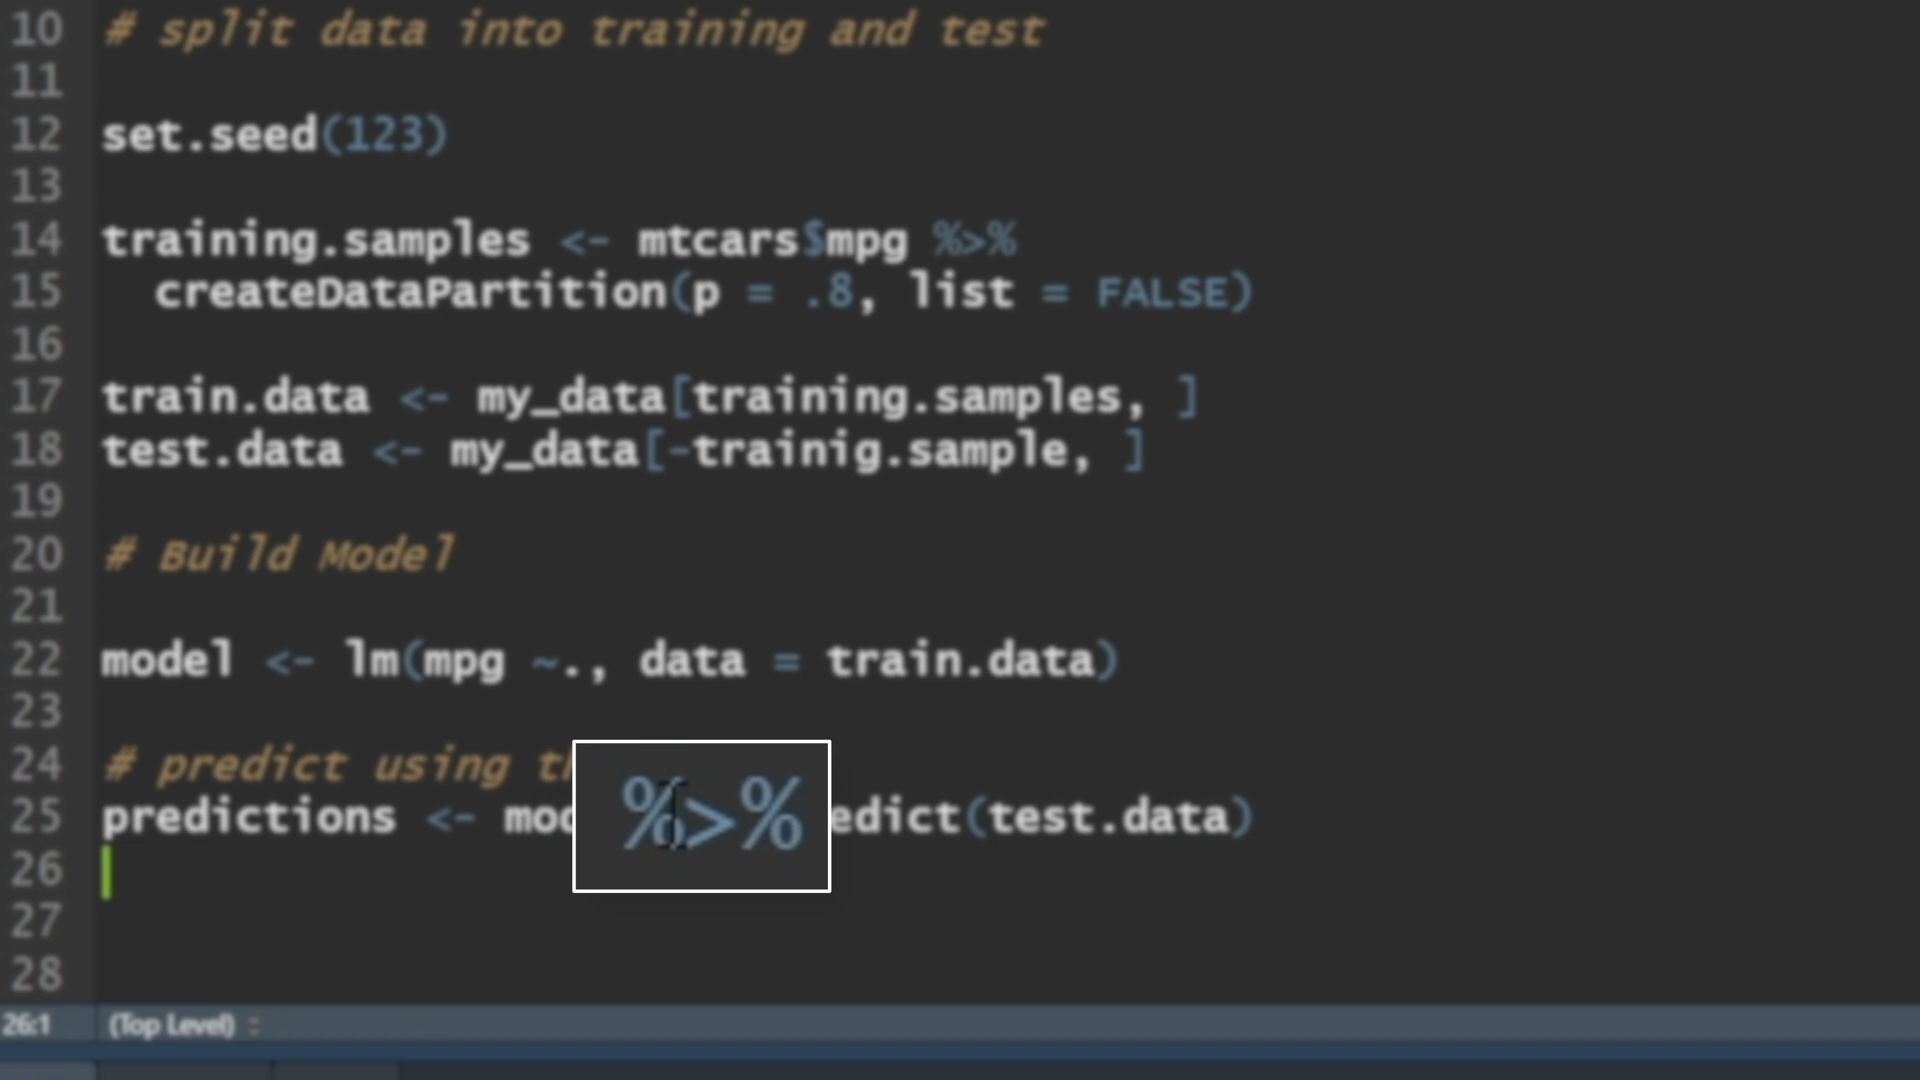 10 # split data into training and test
11
12 set.seed(123)
13
14 training.samples <- mtcars$mpg %>%
15 createDataPartition(p = .8, list = FALSE)
16
17 train.data <- my_data[training.samples, ]
18 test.data <- my_data[-trainig.sample, ]
19
20 # Build Model
21
22 model <- lm(mpg ~., data = train.data)
23
24 # predict using th
25 predictions <- mod %>% edict(test.data)
26
27
28
26:1 (Top Level)